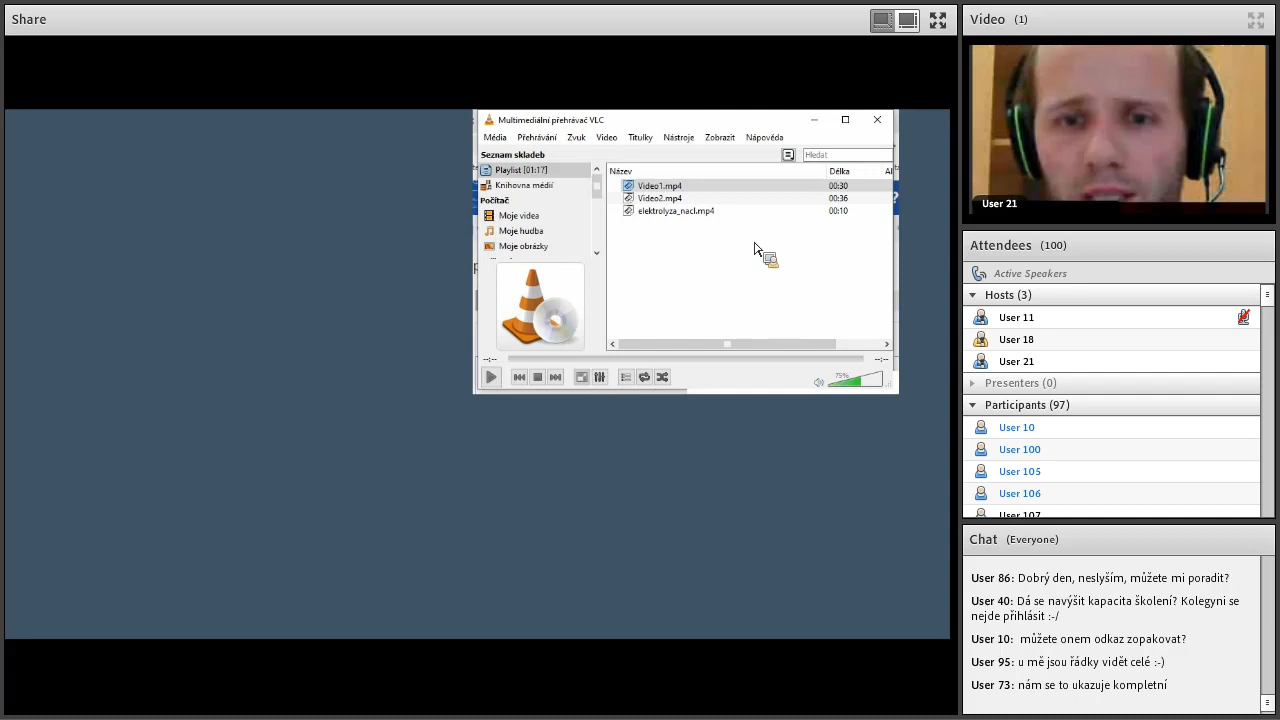 Share
Multimediální přehrávač VLC
Média Přehrávání Zvuk Video Titulky Nástroje Zobrazit Nápověda
Seznam skladeb
Hledat
Playlist [01:17]
Knihovna médií
Počítač
Moje videa
Moje hudba
Moje obrázky
Název Délka Al
Video1.mp4 00:30
Video2.mp4 00:36
elektrolyza_nacl.mp4 00:10
--:-- --:--
75%
Video (1)
User 21
Attendees (100)
Active Speakers
Hosts (3)
User 11
User 18
User 21
Presenters (0)
Participants (97)
User 10
User 100
User 105
User 106
User 107
Chat (Everyone)
User 86: Dobrý den, neslyším, můžete mi poradit?
User 40: Dá se navýšit kapacita školení? Kolegyni se
nejde přihlásit :-/
User 10: můžete onem odkaz zopakovat?
User 95: u mě jsou řádky vidět celé :-)
User 73: nám se to ukazuje kompletní